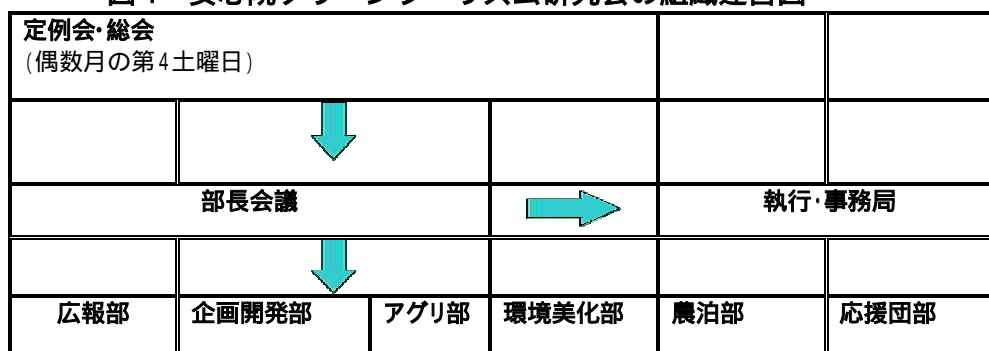 定例会・総会
(偶数月の第4土曜日)
部長会議
執行・事務局
広報部 企画開発部 アグリ部 環境美化部 農泊部 応援団部